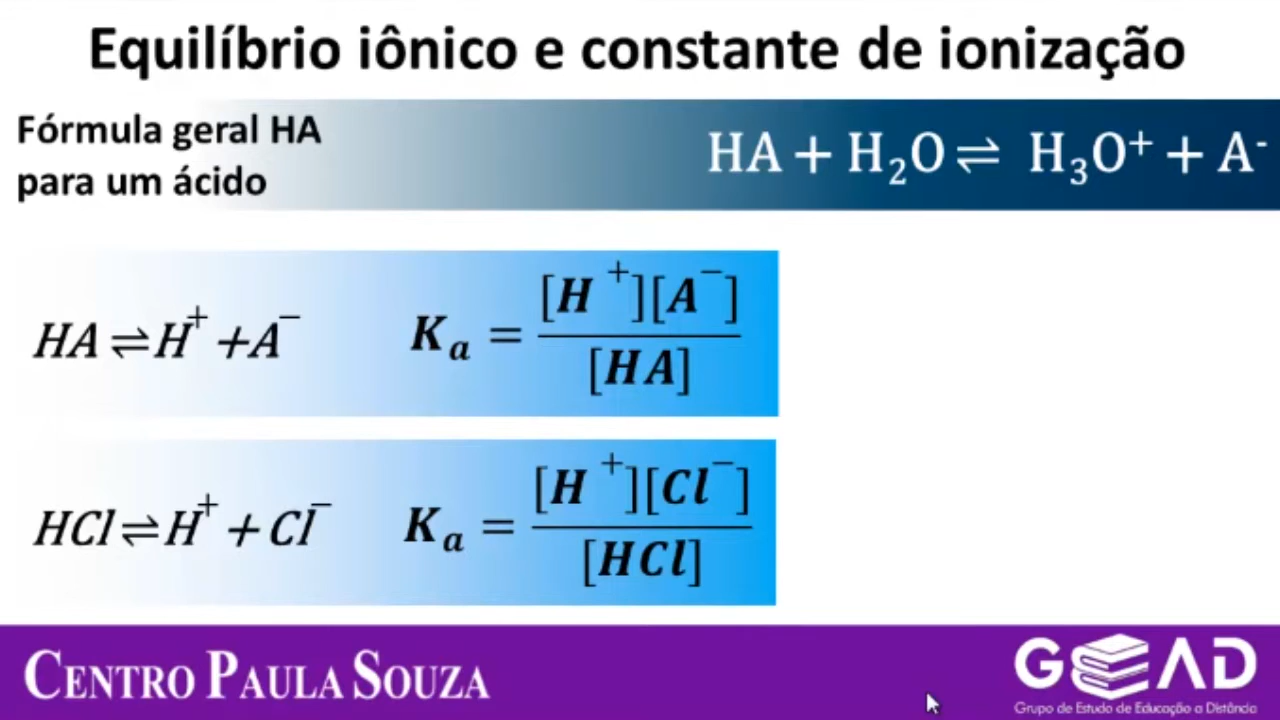 Equilíbrio iônico e constante de ionização
Fórmula geral HA
para um ácido
HA + H₂O ⇌ H₃O⁺ + A⁻
HA ⇌ H⁺ + A⁻
Kₐ = [H⁺][A⁻] / [HA]
HCl ⇌ H⁺ + Cl⁻
Kₐ = [H⁺][Cl⁻] / [HCl]
CENTRO PAULA SOUZA
GEAD
Grupo de Estudo de Educação a Distância